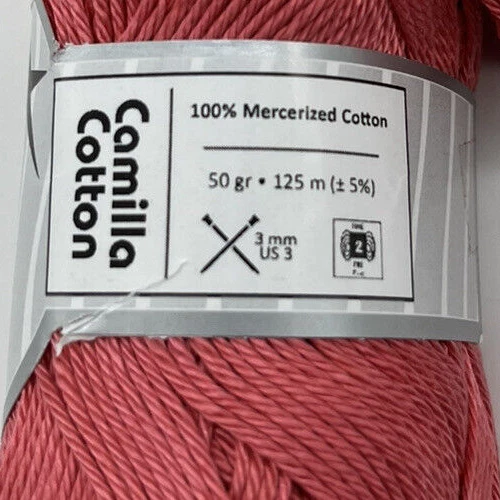 Camilla
Cotton
100% Mercerized Cotton
50 gr • 125 m (± 5%)
3 mm
US 3
2